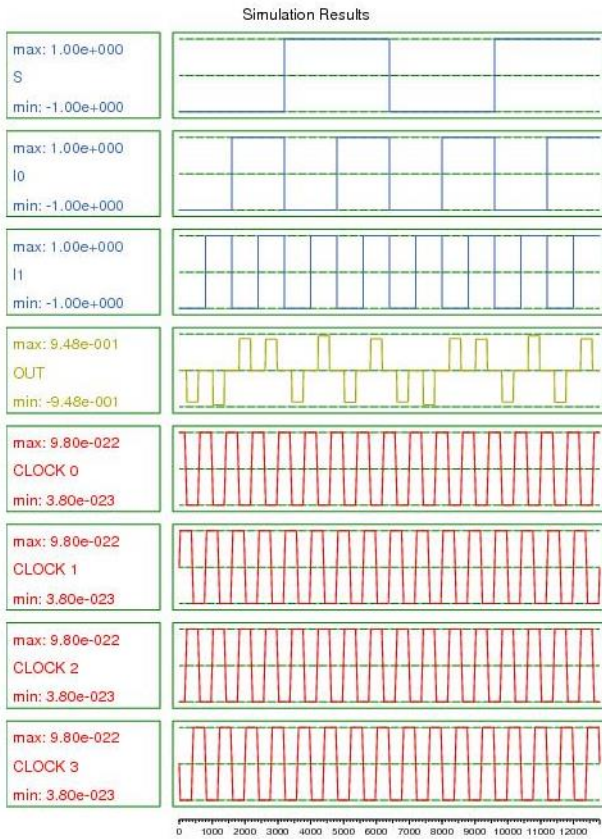 Simulation Results
max: 1.00e+000
S
min: -1.00e+000
max: 1.00e+000
I0
min: -1.00e+000
max: 1.00e+000
I1
min: -1.00e+000
max: 9.48e-001
OUT
min: -9.48e-001
max: 9.80e-022
CLOCK 0
min: 3.80e-023
max: 9.80e-022
CLOCK 1
min: 3.80e-023
max: 9.80e-022
CLOCK 2
min: 3.80e-023
max: 9.80e-022
CLOCK 3
min: 3.80e-023
0 1000 2000 3000 4000 5000 6000 7000 8000 9000 10000 11000 12000